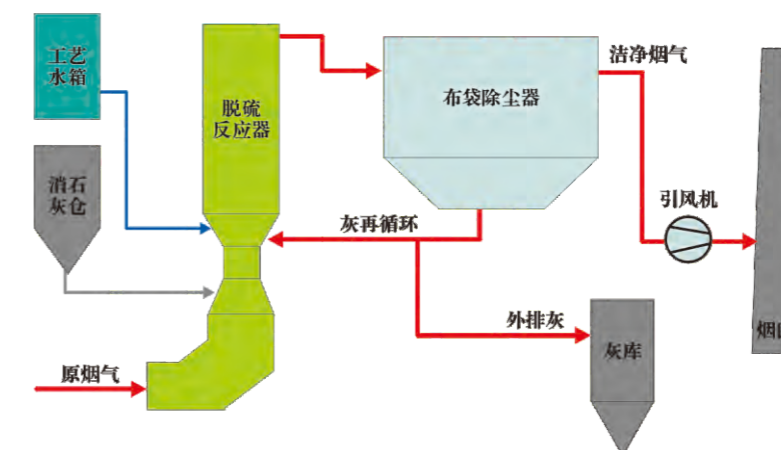 工艺
水箱
脱硫
反应器
布袋除尘器
洁净烟气
消石
灰仓
引风机
灰再循环
外排灰
灰库
烟
原烟气